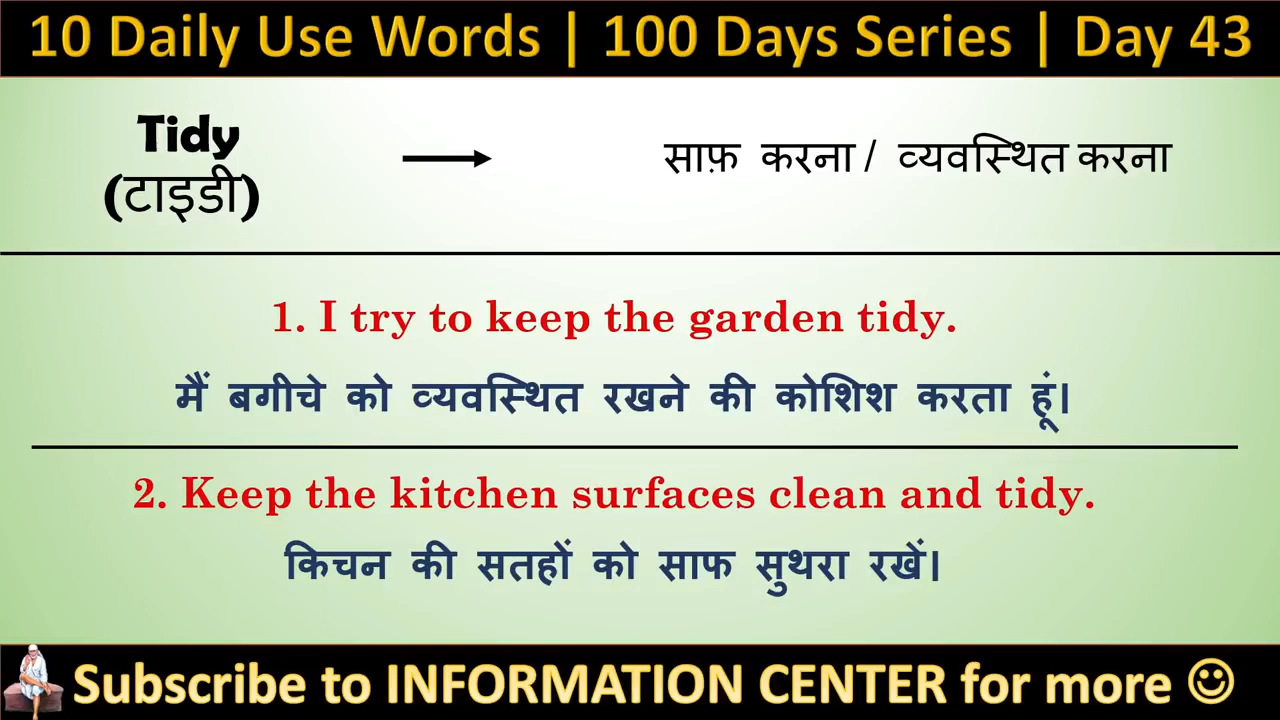 10 Daily Use Words | 100 Days Series | Day 43
Tidy
(टाइडी)
साफ़ करना / व्यवस्थित करना
1. I try to keep the garden tidy.
मैं बगीचे को व्यवस्थित रखने की कोशिश करता हूं।
2. Keep the kitchen surfaces clean and tidy.
किचन की सतहों को साफ सुथरा रखें।
Subscribe to INFORMATION CENTER for more ☺